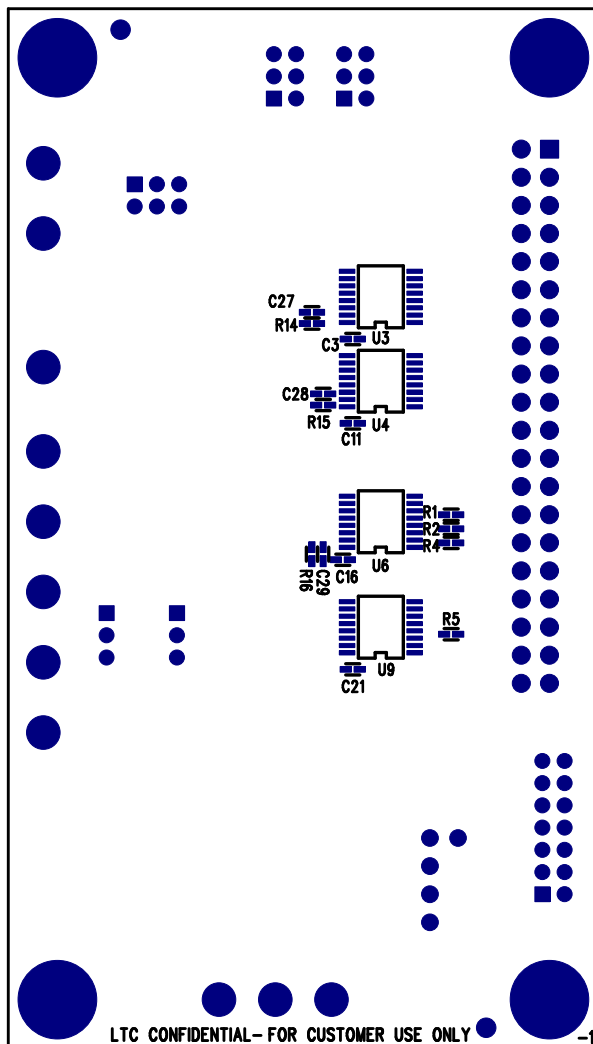 C27
R14
U3
C3
C28
R15
U4
C11
R1
R2
R4
U6
C16
R16
C29
R5
U9
C21
LTC CONFIDENTIAL-FOR CUSTOMER USE ONLY
-1